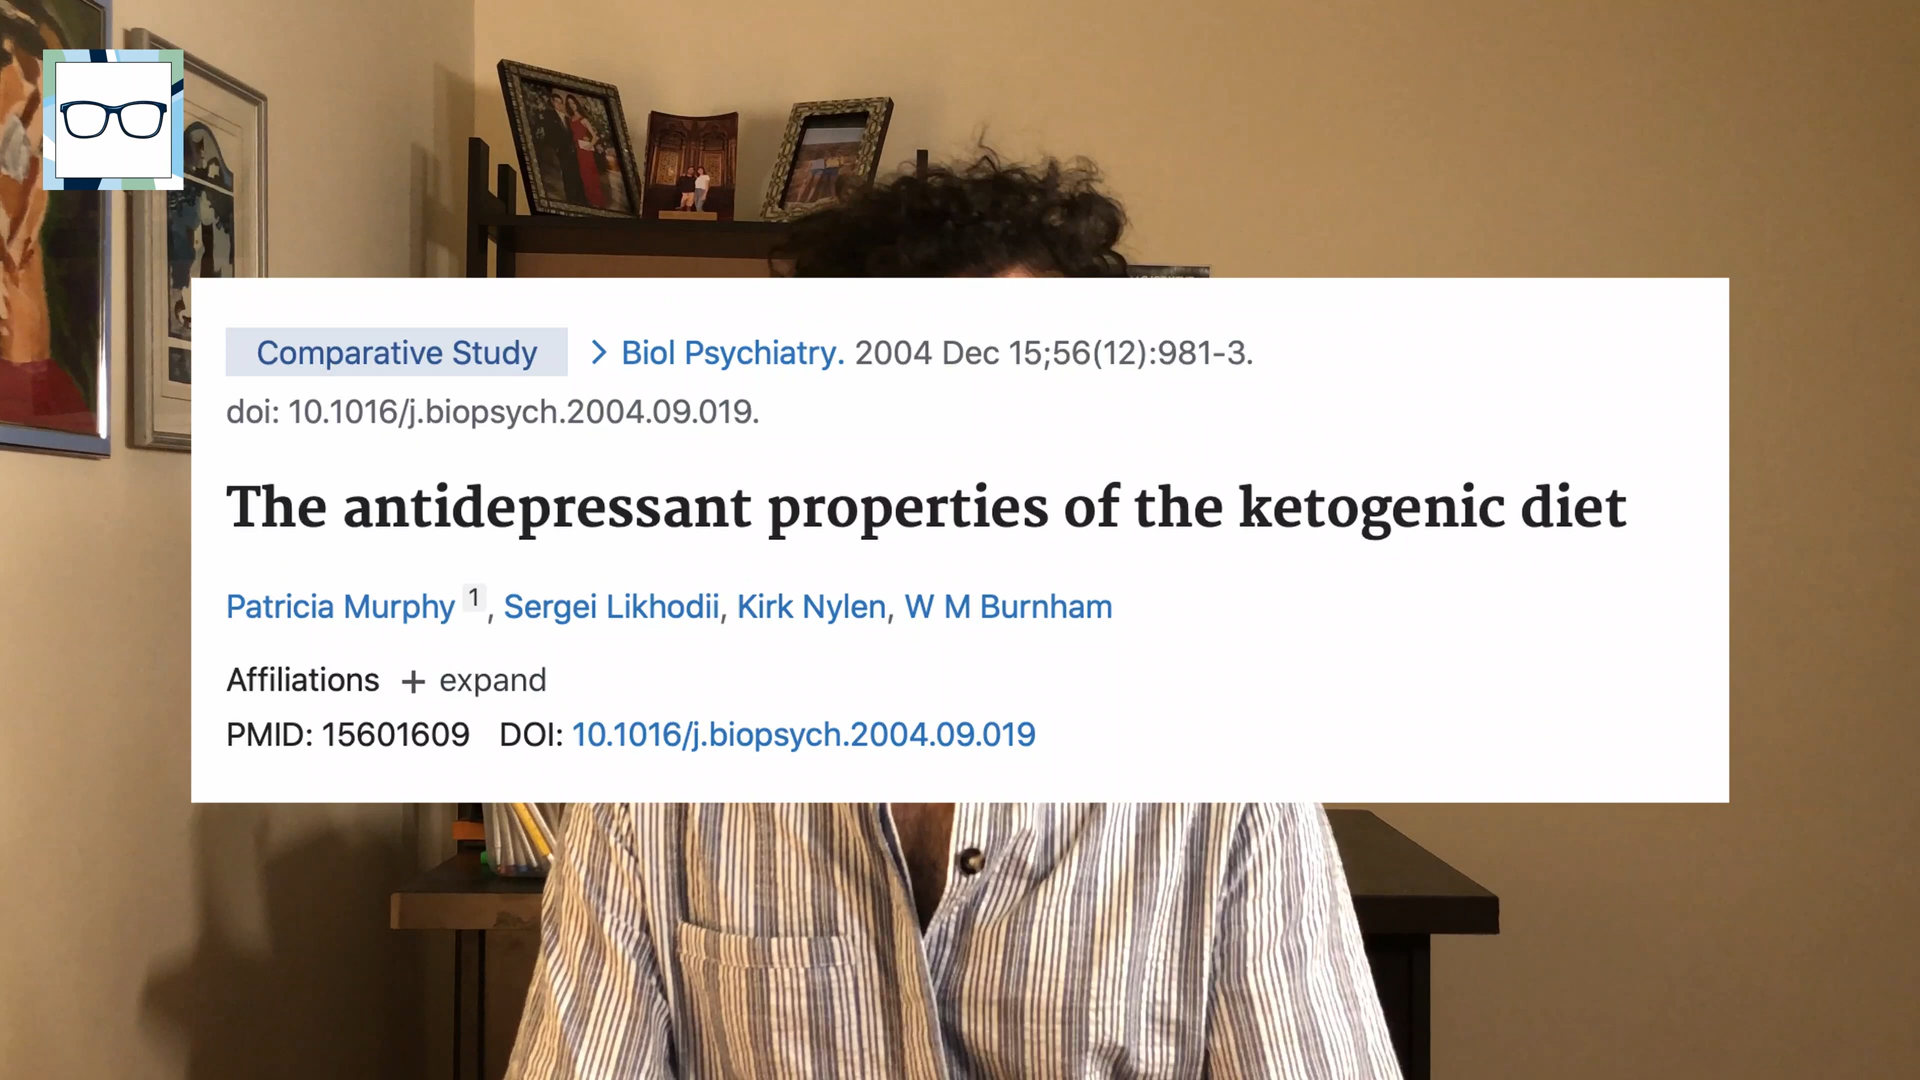 Comparative Study > Biol Psychiatry. 2004 Dec 15;56(12):981-3.
doi: 10.1016/j.biopsych.2004.09.019.
The antidepressant properties of the ketogenic diet
Patricia Murphy 1, Sergei Likhodii, Kirk Nylen, W M Burnham
Affiliations + expand
PMID: 15601609 DOI: 10.1016/j.biopsych.2004.09.019